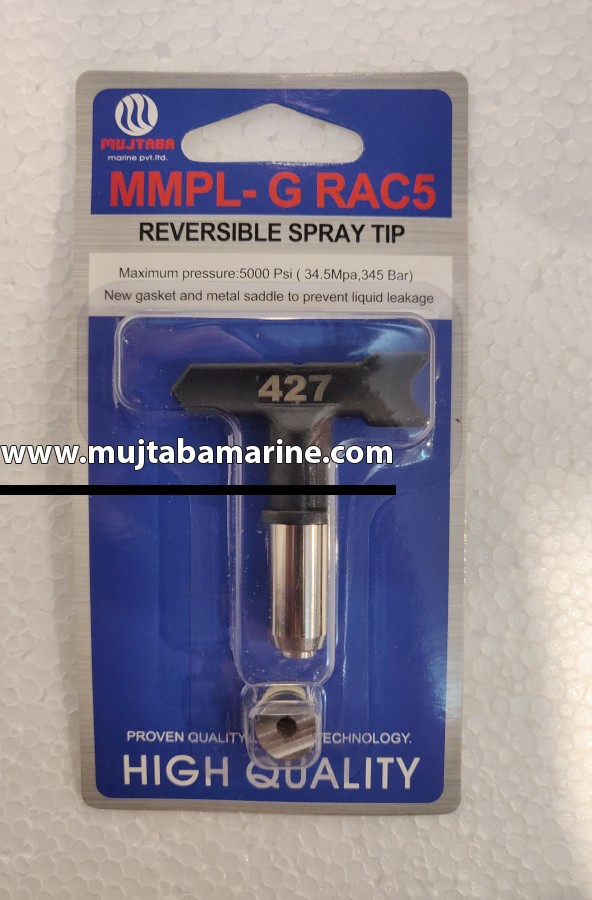 MUJTABA
marine pvt.ltd.
MMPL- G RAC5
REVERSIBLE SPRAY TIP
Maximum pressure:5000 Psi ( 34.5Mpa,345 Bar)
New gasket and metal saddle to prevent liquid leakage
427
www.mujtabamarine.com
PROVEN QUALITY TECHNOLOGY.
HIGH QUALITY